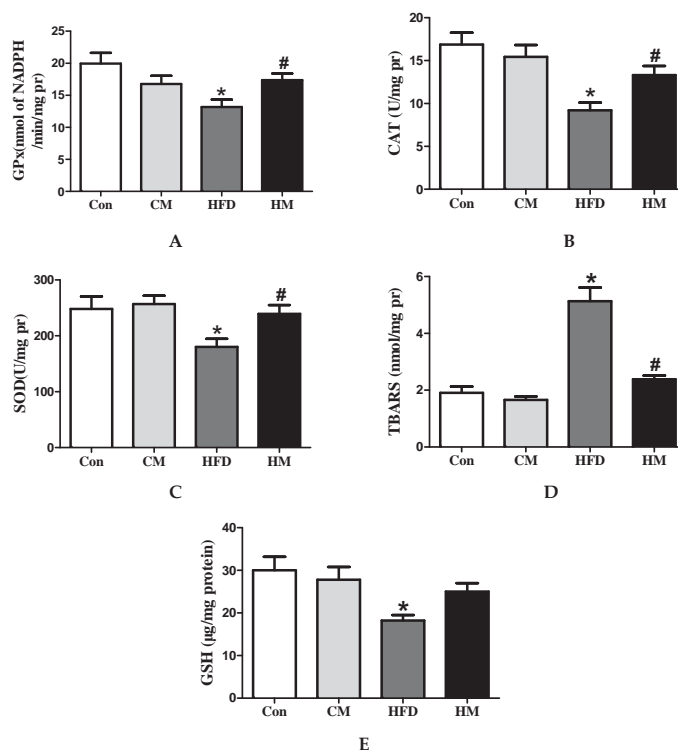 GPx(nmol of NADPH
/min/mg pr)
25
20
15
10
5
0
*
#
Con CM HFD HM
A
CAT (U/mg pr)
20
15
10
5
0
*
#
Con CM HFD HM
B
SOD(U/mg pr)
300
200
100
0
*
#
Con CM HFD HM
C
TBARS (nmol/mg pr)
6
4
2
0
*
#
Con CM HFD HM
D
GSH (µg/mg protein)
40
30
20
10
0
*
Con CM HFD HM
E